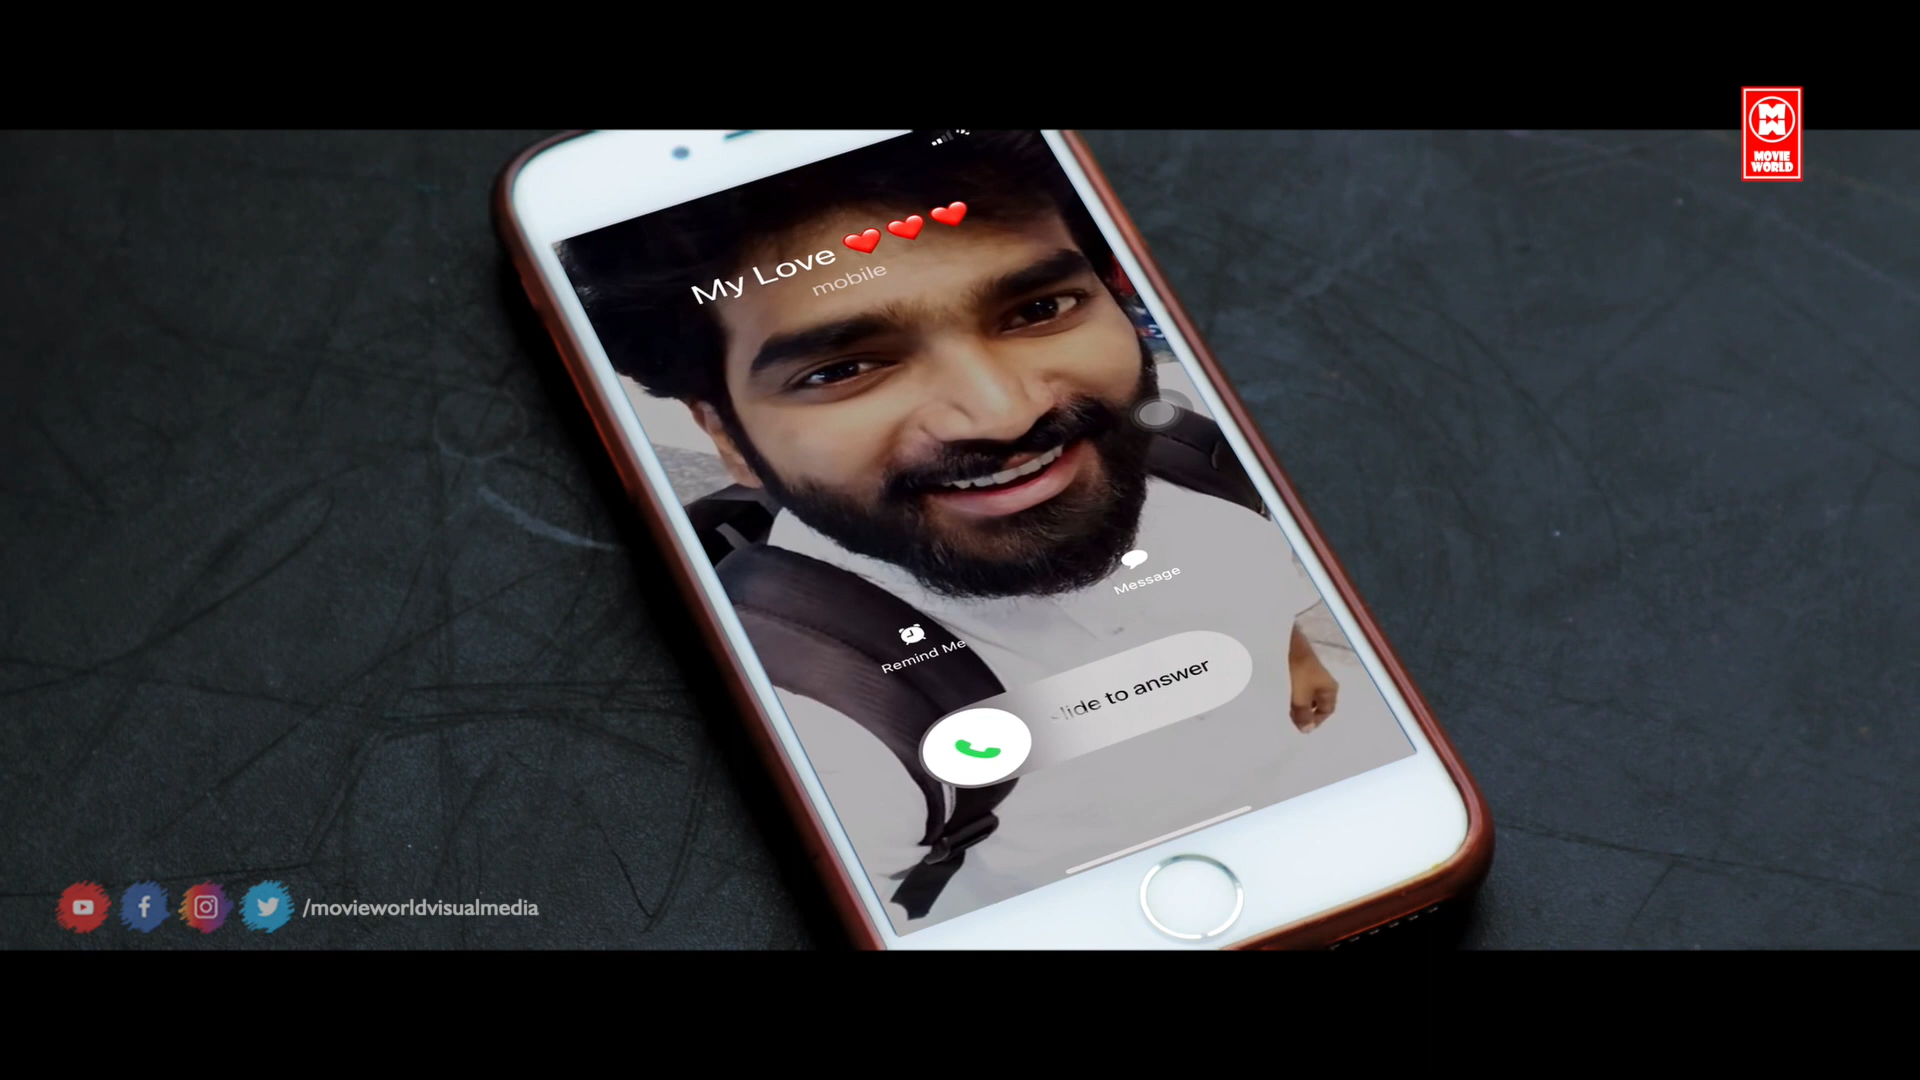 MOVIE
WORLD
My Love ❤️❤️❤️
mobile
Message
Remind Me
lide to answer
/movieworldvisualmedia